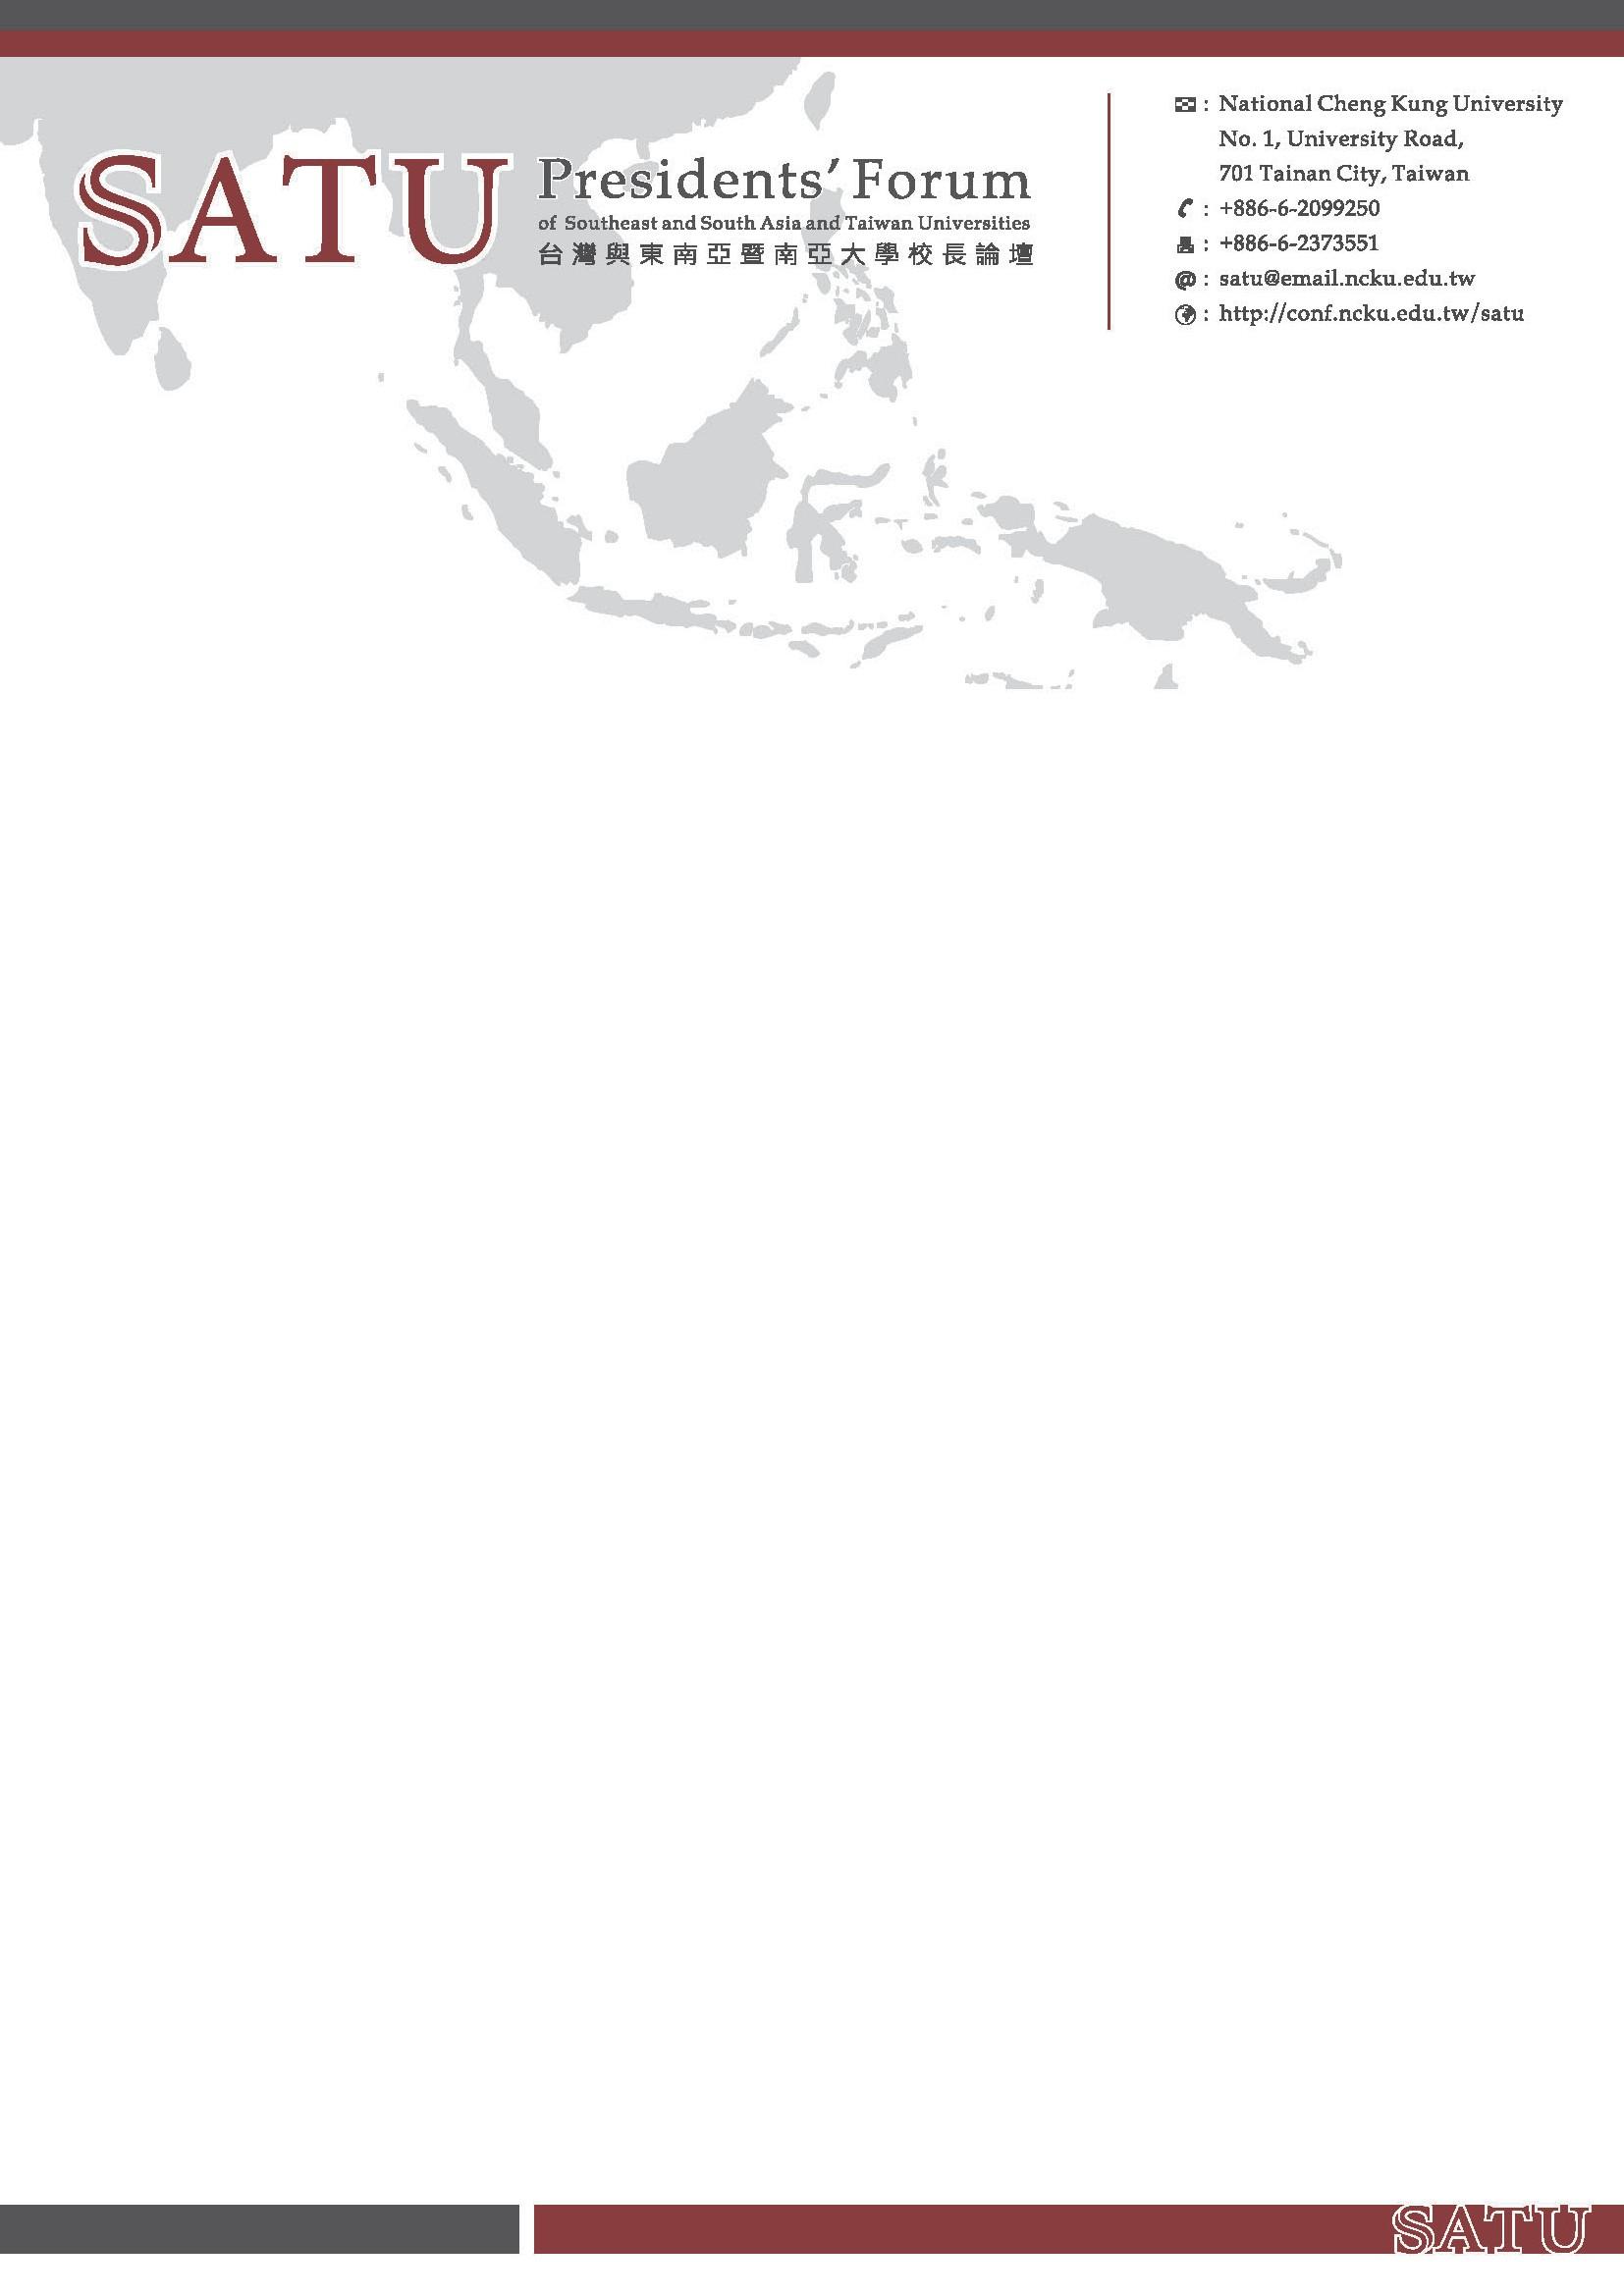 SATU
Presidents’ Forum
of Southeast and South Asia and Taiwan Universities
台灣與東南亞暨南亞大學校長論壇
: National Cheng Kung University
No. 1, University Road,
701 Tainan City, Taiwan
: +886-6-2099250
: +886-6-2373551
@ : satu@email.ncku.edu.tw
: http://conf.ncku.edu.tw/satu
SATU